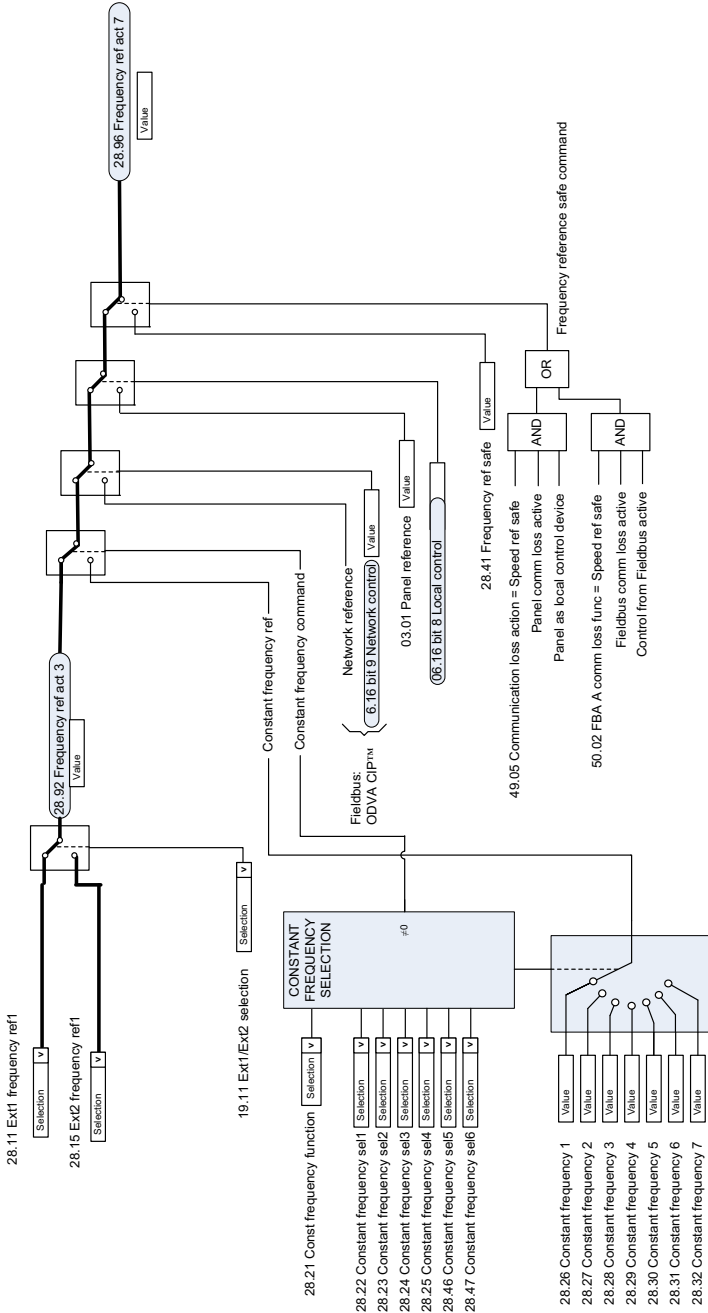 28.11 Ext1 frequency ref1
Selection v
28.15 Ext2 frequency ref1
Selection v
19.11 Ext1/Ext2 selection
Selection v
28.92 Frequency ref act 3
Value
28.96 Frequency ref act 7
Value
28.21 Const frequency function
Selection v
CONSTANT
FREQUENCY
SELECTION
≠0
28.22 Constant frequency sel1
Selection v
28.23 Constant frequency sel2
Selection v
28.24 Constant frequency sel3
Selection v
28.25 Constant frequency sel4
Selection v
28.46 Constant frequency sel5
Selection v
28.47 Constant frequency sel6
Selection v
28.26 Constant frequency 1
Value
28.27 Constant frequency 2
Value
28.28 Constant frequency 3
Value
28.29 Constant frequency 4
Value
28.30 Constant frequency 5
Value
28.31 Constant frequency 6
Value
28.32 Constant frequency 7
Value
Constant frequency ref
Constant frequency command
Fieldbus:
ODVA CIP™
Network reference
6.16 bit 9 Network control
Value
03.01 Panel reference
Value
06.16 bit 8 Local control
28.41 Frequency ref safe
Value
49.05 Communication loss action = Speed ref safe
Panel comm loss active
Panel as local control device
AND
50.02 FBA A comm loss func = Speed ref safe
Fieldbus comm loss active
Control from Fieldbus active
AND
OR
Frequency reference safe command